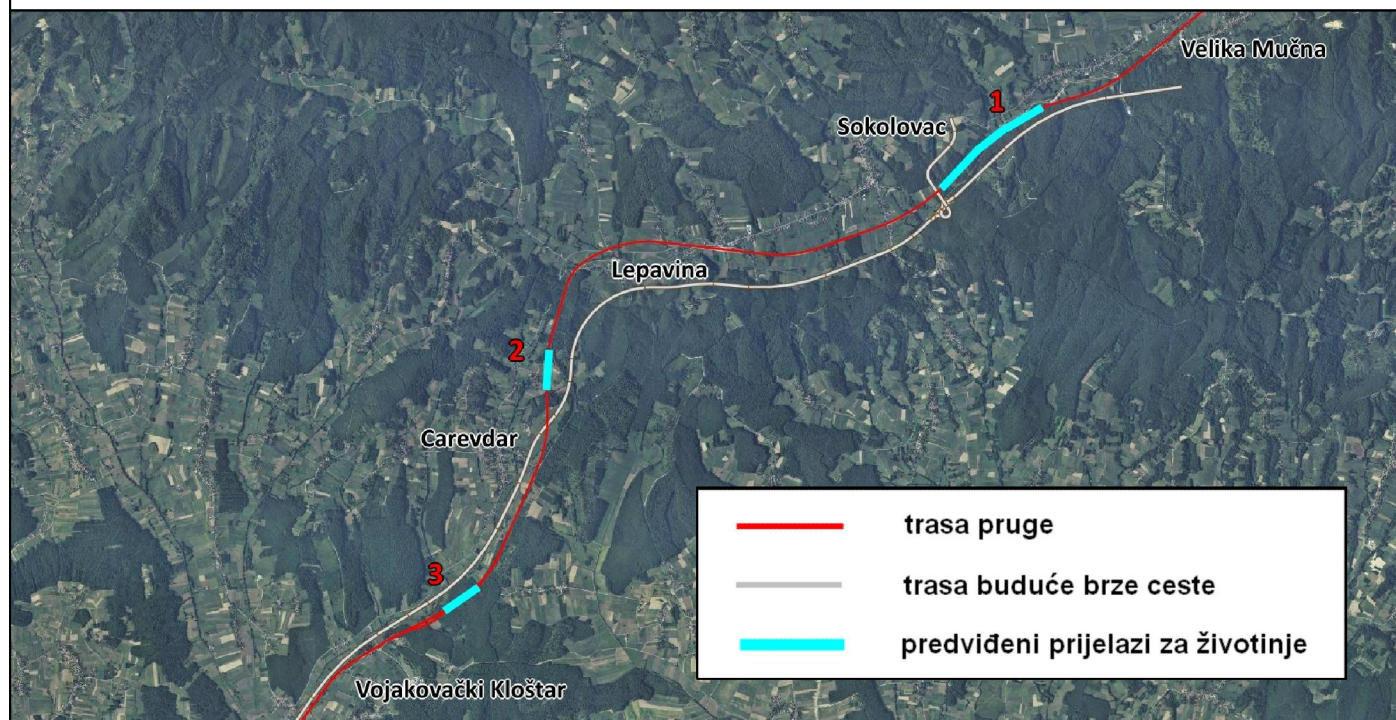 Velika Mučna
1
Sokolovac
Lepavina
2
Carevdar
3
Vojakovački Kloštar
trasa pruge
trasa buduće brze ceste
predviđeni prijelazi za životinje